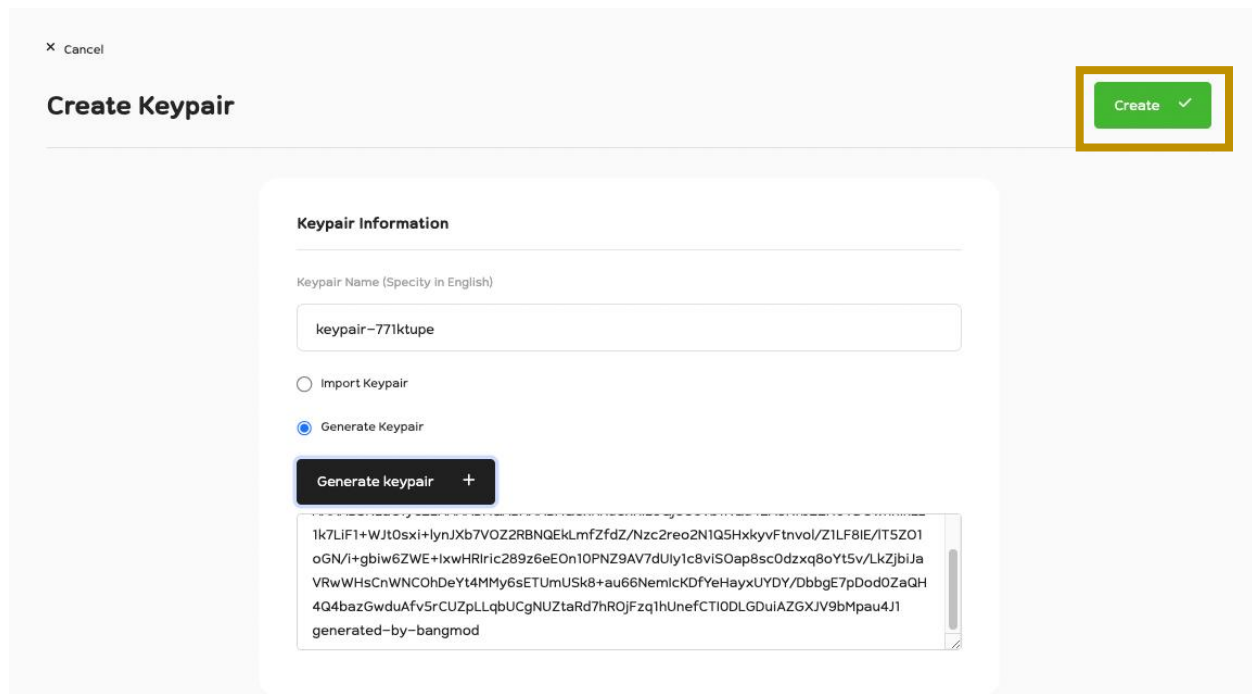 × Cancel
Create Keypair
Create ✓
Keypair Information
Keypair Name (Specity in English)
keypair-771ktupe
Import Keypair
Generate Keypair
Generate keypair +
1k7LiF1+WJt0sxi+lynJXb7VOZ2RBNQEkLmfZfdZ/Nzc2reo2N1Q5HxkyvFtnvol/Z1LF8IE/lT5ZO1
oGN/i+gbiw6ZWE+IxwHRIric289z6eEOn10PNZ9AV7dUIy1c8viSOap8sc0dzxq8oYt5v/LkZjbiJa
VRwWHsCnWNCOhDeYt4MMy6sETUmUSk8+au66NemIcKDfYeHayxUYDY/DbbgE7pDod0ZaQH
4Q4bazGwduAfv5rCUZpLLqbUCgNUZtaRd7hROjFzq1hUnefCTI0DLGDuiAZGXJV9bMpau4J1
generated-by-bangmod